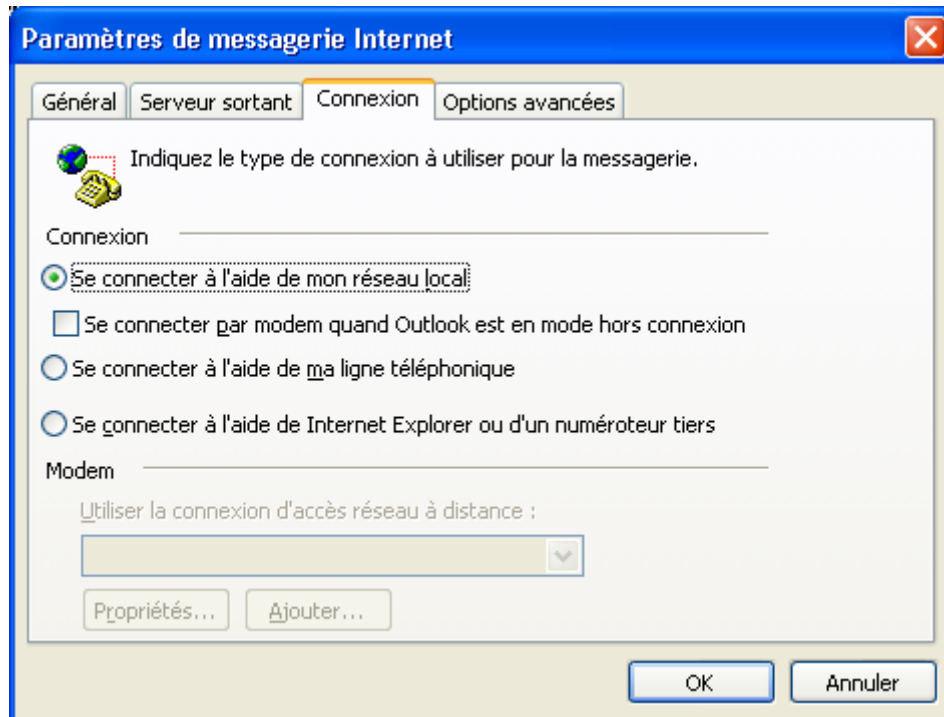 Paramètres de messagerie Internet
Général Serveur sortant Connexion Options avancées
Indiquez le type de connexion à utiliser pour la messagerie.
Connexion
Se connecter à l'aide de mon réseau local
Se connecter par modem quand Outlook est en mode hors connexion
Se connecter à l'aide de ma ligne téléphonique
Se connecter à l'aide de Internet Explorer ou d'un numéroteur tiers
Modem
Utiliser la connexion d'accès réseau à distance :
Propriétés... Ajouter...
OK Annuler